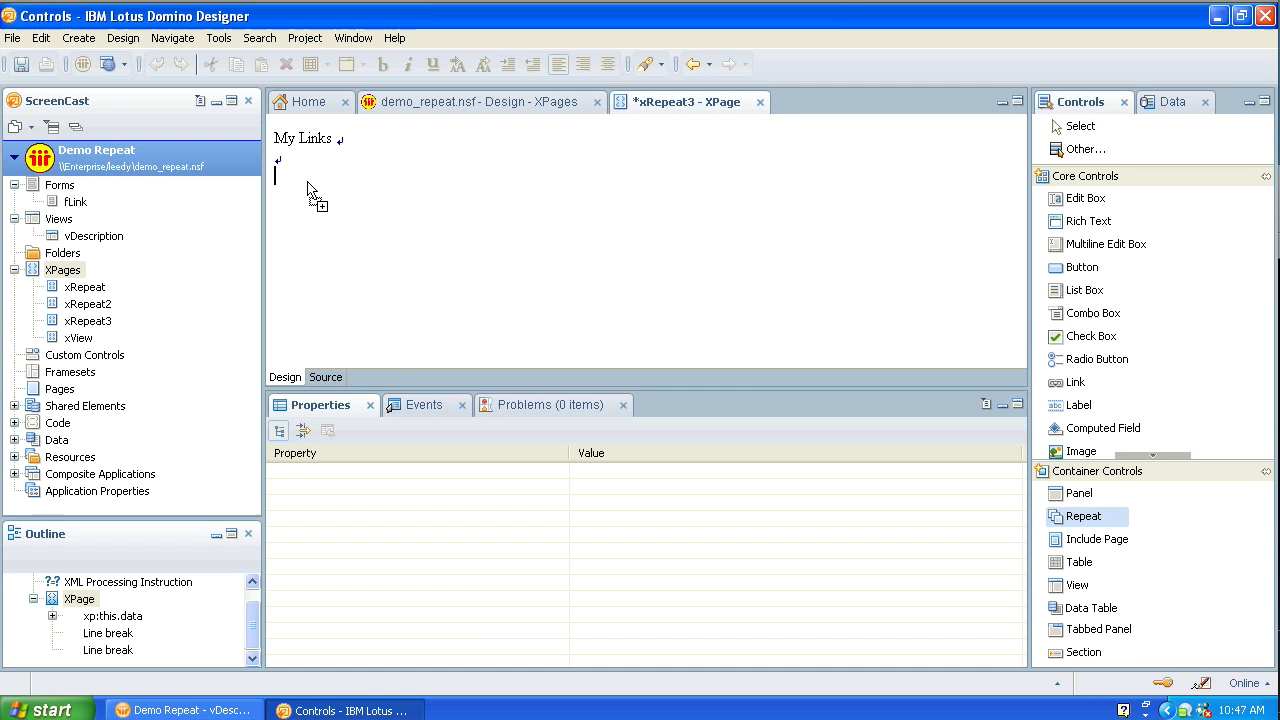 Controls - IBM Lotus Domino Designer
File Edit Create Design Navigate Tools Search Project Window Help
ScreenCast
Demo Repeat
\\Enterprise/leedy\demo_repeat.nsf
Forms
fLink
Views
vDescription
Folders
XPages
xRepeat
xRepeat2
xRepeat3
xView
Custom Controls
Framesets
Pages
Shared Elements
Code
Data
Resources
Composite Applications
Application Properties
Outline
XML Processing Instruction
XPage
xp:this.data
Line break
Line break
Home demo_repeat.nsf - Design - XPages *xRepeat3 - XPage
My Links
Design Source
Properties Events Problems (0 items)
Property Value
Controls Data
Select
Other...
Core Controls
Edit Box
Rich Text
Multiline Edit Box
Button
List Box
Combo Box
Check Box
Radio Button
Link
Label
Computed Field
Image
Container Controls
Panel
Repeat
Include Page
Table
View
Data Table
Tabbed Panel
Section
Online
start Demo Repeat - vDesc... Controls - IBM Lotus ... 10:47 AM